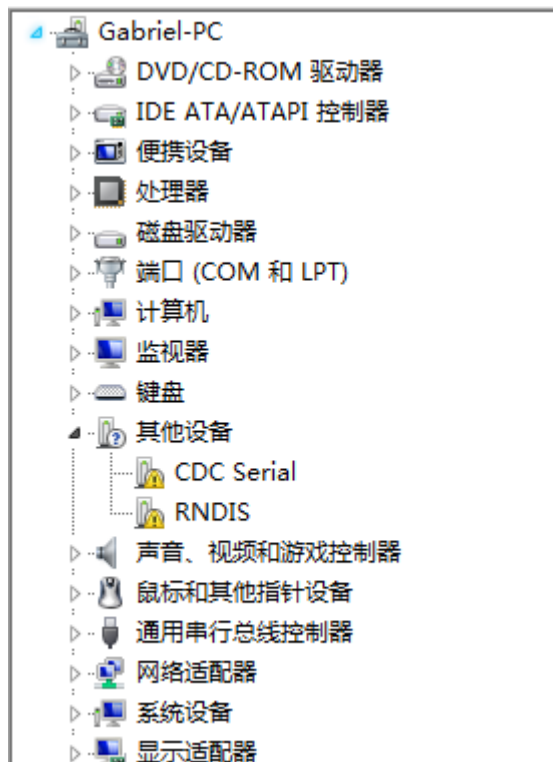 Gabriel-PC
DVD/CD-ROM 驱动器
IDE ATA/ATAPI 控制器
便携设备
处理器
磁盘驱动器
端口 (COM 和 LPT)
计算机
监视器
键盘
其他设备
CDC Serial
RNDIS
声音、视频和游戏控制器
鼠标和其他指针设备
通用串行总线控制器
网络适配器
系统设备
显示适配器